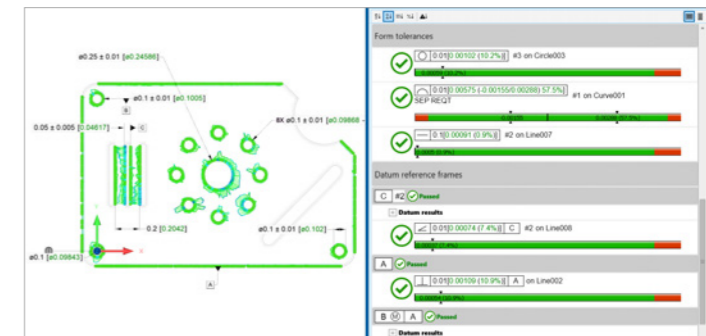 Form tolerances
0.01[0.00102 (10.2%)] #3 on Circle003
0.01[0.00575 (-0.00155/0.00288) 57.5%] #1 on Curve001
SEP REQT
0.1[0.00091 (0.9%)] #2 on Line007
Datum reference frames
C #2 Passed
Datum results
0.01[0.00074 (7.4%)] C #2 on Line008
A Passed
0.01[0.00109 (10.9%)] A on Line002
B Ⓜ A Passed
Datum results
ø0.25 ± 0.01 [ø0.24586]
ø0.1 ± 0.01 [ø0.1005]
B
0.05 ± 0.005 [0.04817]
C
8X ø0.1 ± 0.01 [ø0.09868
ø0.1 ± 0.01 [ø0.102]
0.2 [0.2042]
Y
X
ø0.1 [ø0.09843]
A